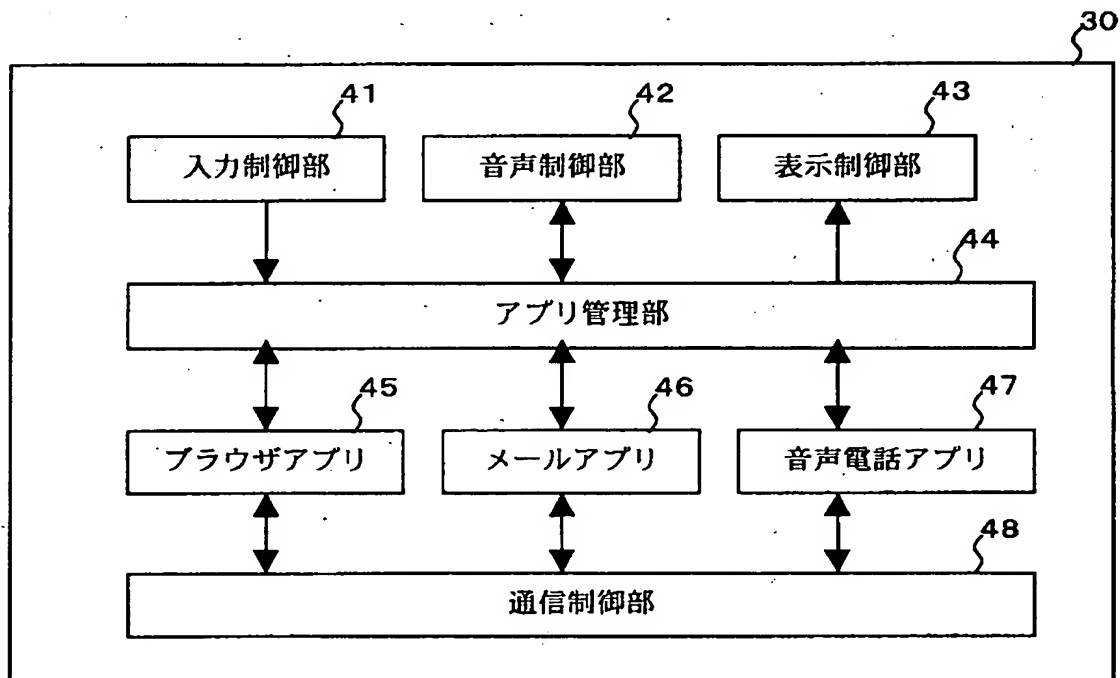 30
41
42
43
入力制御部
音声制御部
表示制御部
44
アプリ管理部
45
46
47
ブラウザアプリ
メールアプリ
音声電話アプリ
48
通信制御部